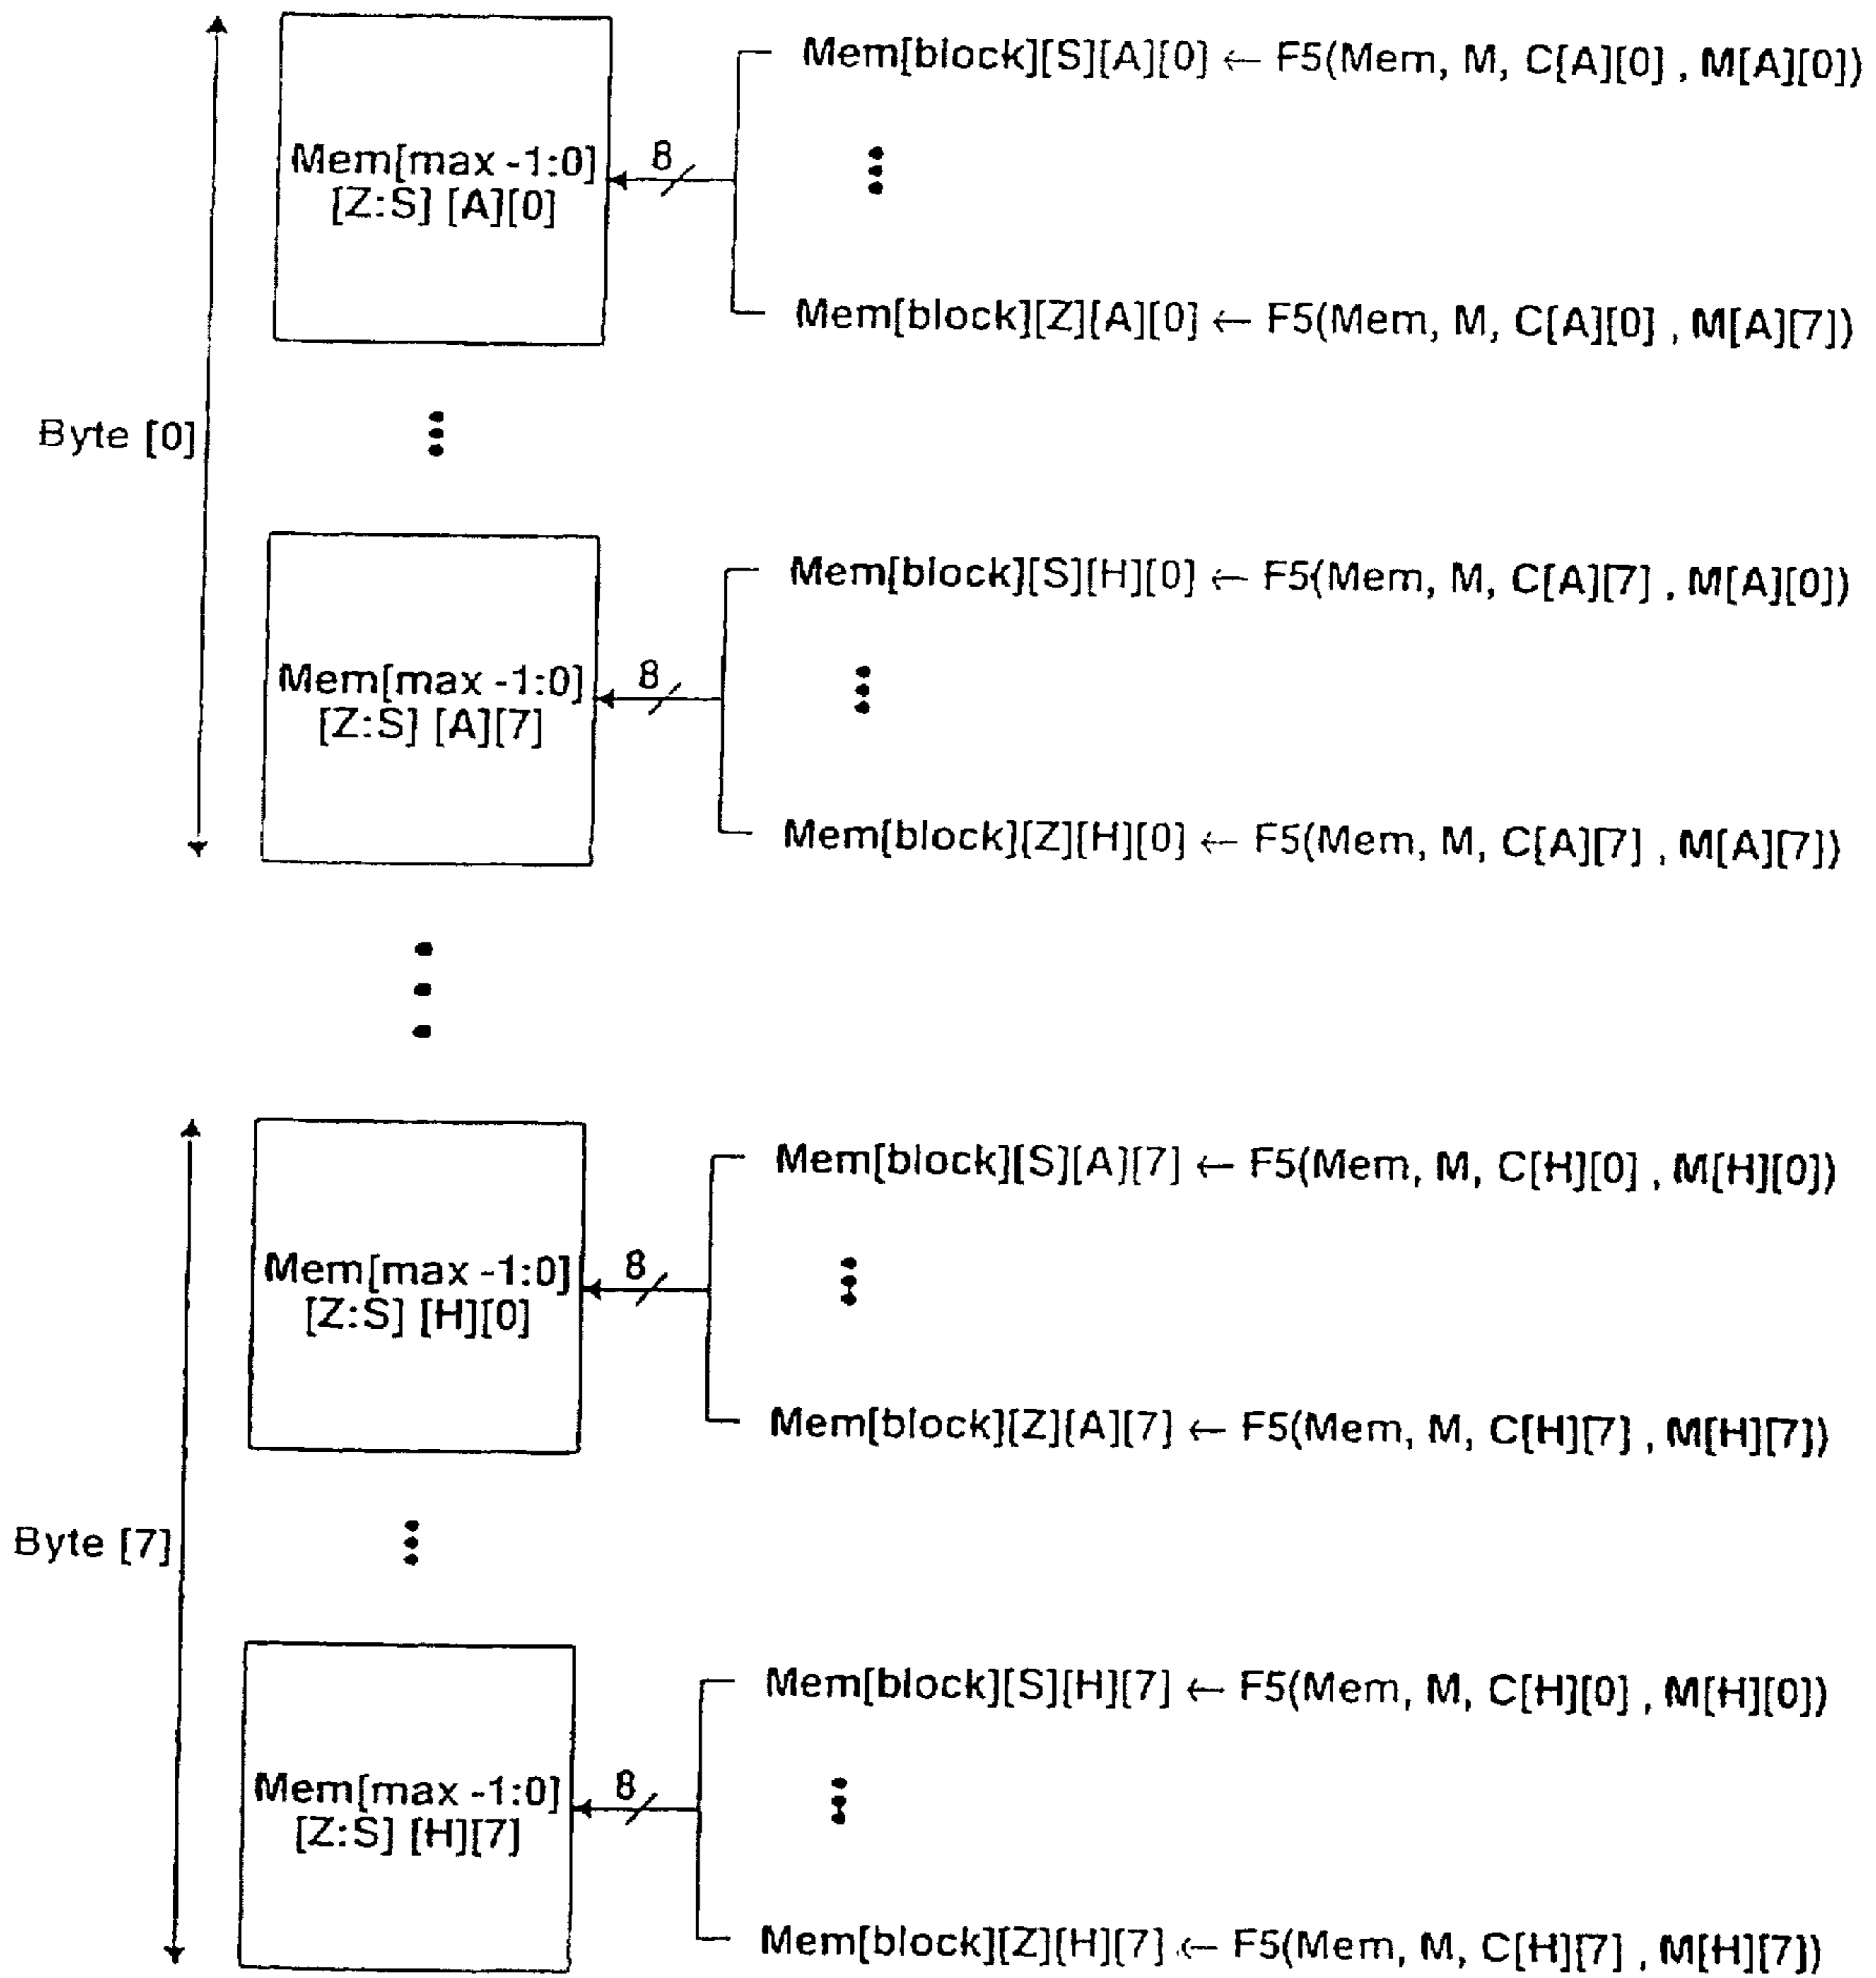 Mem[block][S][A][0] ← F5(Mem, M, C[A][0] , M[A][0])
Mem[max -1:0]
[Z:S] [A][0]
8
Mem[block][Z][A][0] ← F5(Mem, M, C[A][0] , M[A][7])
Byte [0]
Mem[block][S][H][0] ← F5(Mem, M, C[A][7] , M[A][0])
Mem[max -1:0]
[Z:S] [A][7]
8
Mem[block][Z][H][0] ← F5(Mem, M, C[A][7] , M[A][7])
Mem[block][S][A][7] ← F5(Mem, M, C[H][0] , M[H][0])
Mem[max -1:0]
[Z:S] [H][0]
8
Mem[block][Z][A][7] ← F5(Mem, M, C[H][7] , M[H][7])
Byte [7]
Mem[block][S][H][7] ← F5(Mem, M, C[H][0] , M[H][0])
Mem[max -1:0]
[Z:S] [H][7]
8
Mem[block][Z][H][7] ← F5(Mem, M, C[H][7] , M[H][7])